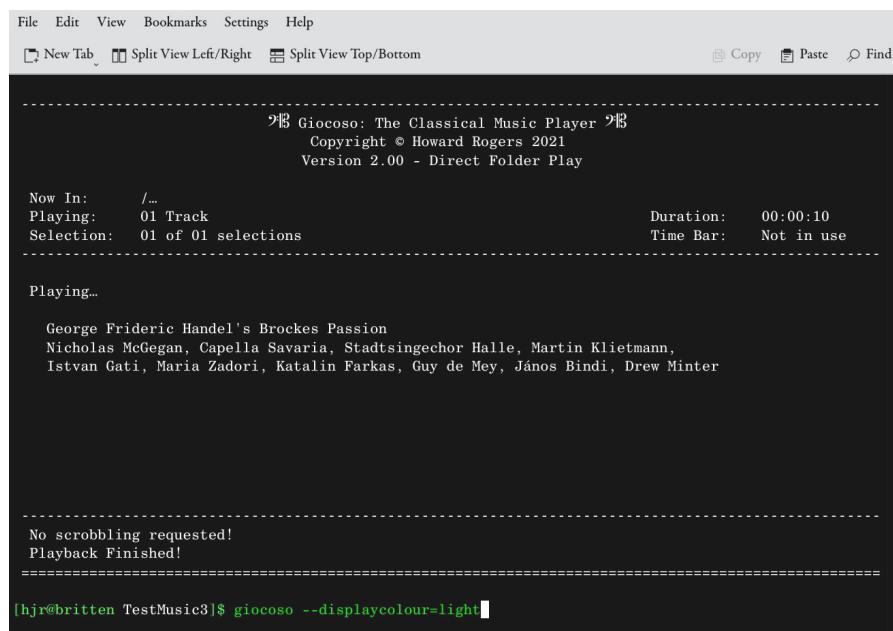 File Edit View Bookmarks Settings Help
New Tab Split View Left/Right Split View Top/Bottom Copy Paste Find
--------------------------------------------------------------------------------
𝄢𝄡 Giocoso: The Classical Music Player 𝄢𝄡
Copyright © Howard Rogers 2021
Version 2.00 - Direct Folder Play
Now In: /…
Playing: 01 Track Duration: 00:00:10
Selection: 01 of 01 selections Time Bar: Not in use
--------------------------------------------------------------------------------
Playing…
George Frideric Handel's Brockes Passion
Nicholas McGegan, Capella Savaria, Stadtsingechor Halle, Martin Klietmann,
Istvan Gati, Maria Zadori, Katalin Farkas, Guy de Mey, János Bindi, Drew Minter
--------------------------------------------------------------------------------
No scrobbling requested!
Playback Finished!
================================================================================
[hjr@britten TestMusic3]$ giocoso --displaycolour=light